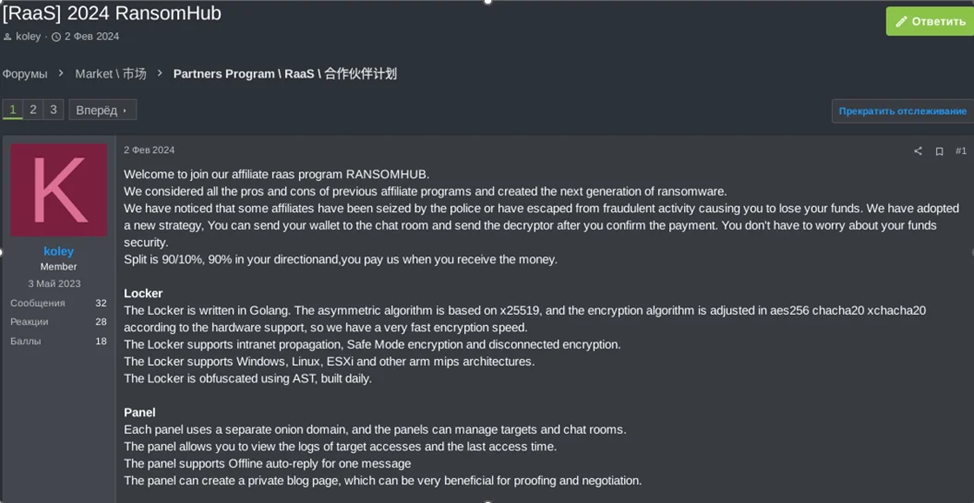 [RaaS] 2024 RansomHub
Ответить
koley · 2 Фев 2024
Форумы > Market \ 市场 > Partners Program \ RaaS \ 合作伙伴计划
1 2 3 Вперёд
Прекратить отслеживание
K
koley
Member
3 Май 2023
Сообщения 32
Реакции 28
Баллы 18
2 Фев 2024
#1
Welcome to join our affiliate raas program RANSOMHUB.
We considered all the pros and cons of previous affiliate programs and created the next generation of ransomware.
We have noticed that some affiliates have been seized by the police or have escaped from fraudulent activity causing you to lose your funds. We have adopted
a new strategy, You can send your wallet to the chat room and send the decryptor after you confirm the payment. You don't have to worry about your funds
security.
Split is 90/10%, 90% in your directionand,you pay us when you receive the money.
Locker
The Locker is written in Golang. The asymmetric algorithm is based on x25519, and the encryption algorithm is adjusted in aes256 chacha20 xchacha20
according to the hardware support, so we have a very fast encryption speed.
The Locker supports intranet propagation, Safe Mode encryption and disconnected encryption.
The Locker supports Windows, Linux, ESXi and other arm mips architectures.
The Locker is obfuscated using AST, built daily.
Panel
Each panel uses a separate onion domain, and the panels can manage targets and chat rooms.
The panel allows you to view the logs of target accesses and the last access time.
The panel supports Offline auto-reply for one message
The panel can create a private blog page, which can be very beneficial for proofing and negotiation.